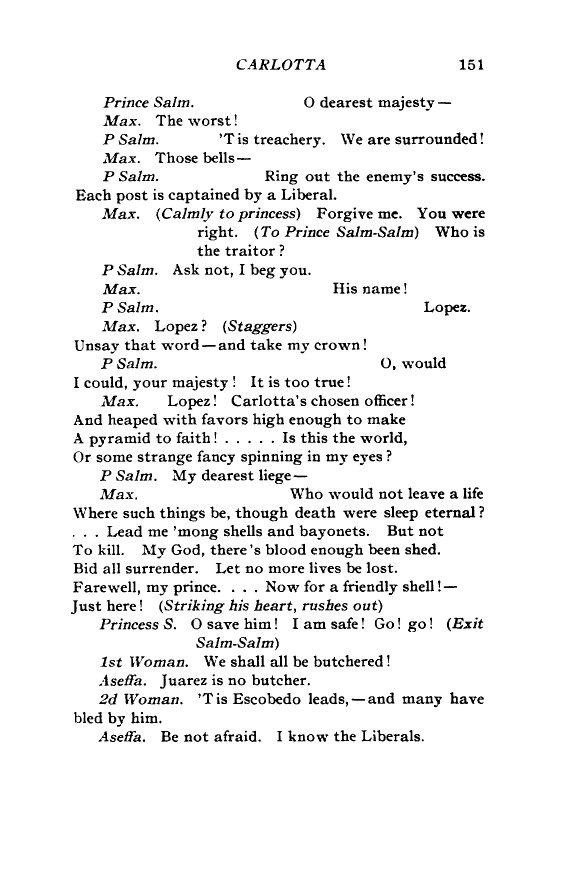 CARLOTTA 151
Prince Salm. O dearest majesty—
Max. The worst!
P Salm. 'Tis treachery. We are surrounded!
Max. Those bells—
P Salm. Ring out the enemy's success.
Each post is captained by a Liberal.
Max. (Calmly to princess) Forgive me. You were
right. (To Prince Salm-Salm) Who is
the traitor?
P Salm. Ask not, I beg you.
Max. His name!
P Salm. Lopez.
Max. Lopez? (Staggers)
Unsay that word—and take my crown!
P Salm. O, would
I could, your majesty! It is too true!
Max. Lopez! Carlotta's chosen officer!
And heaped with favors high enough to make
A pyramid to faith! . . . . . Is this the world,
Or some strange fancy spinning in my eyes?
P Salm. My dearest liege—
Max. Who would not leave a life
Where such things be, though death were sleep eternal?
. . . Lead me 'mong shells and bayonets. But not
To kill. My God, there's blood enough been shed.
Bid all surrender. Let no more lives be lost.
Farewell, my prince. . . . Now for a friendly shell!—
Just here! (Striking his heart, rushes out)
Princess S. O save him! I am safe! Go! go! (Exit
Salm-Salm)
1st Woman. We shall all be butchered!
Aseffa. Juarez is no butcher.
2d Woman. 'Tis Escobedo leads,—and many have
bled by him.
Aseffa. Be not afraid. I know the Liberals.